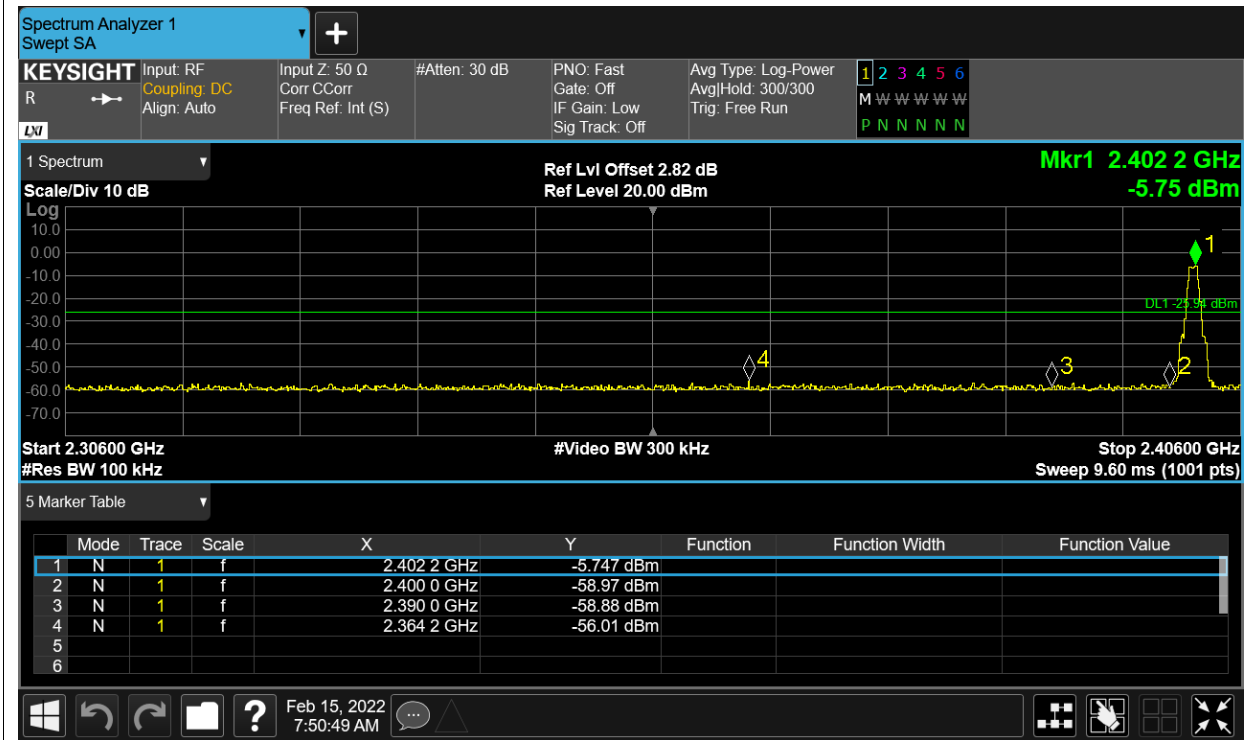 Spectrum Analyzer 1
Swept SA
KEYSIGHT
R
LXI
Input: RF
Coupling: DC
Align: Auto
Input Z: 50 Ω
Corr CCorr
Freq Ref: Int (S)
#Atten: 30 dB
PNO: Fast
Gate: Off
IF Gain: Low
Sig Track: Off
Avg Type: Log-Power
Avg|Hold: 300/300
Trig: Free Run
1 2 3 4 5 6
M W W W W W
P N N N N N
1 Spectrum
Scale/Div 10 dB
Ref Lvl Offset 2.82 dB
Ref Level 20.00 dBm
Mkr1 2.402 2 GHz
-5.75 dBm
Log
10.0
0.00
-10.0
-20.0
-30.0
-40.0
-50.0
-60.0
-70.0
1
DL1 -25.94 dBm
4
3
2
Start 2.30600 GHz
#Video BW 300 kHz
Stop 2.40600 GHz
#Res BW 100 kHz
Sweep 9.60 ms (1001 pts)
5 Marker Table
Mode Trace Scale X Y Function Function Width Function Value
1 N 1 f 2.402 2 GHz -5.747 dBm
2 N 1 f 2.400 0 GHz -58.97 dBm
3 N 1 f 2.390 0 GHz -58.88 dBm
4 N 1 f 2.364 2 GHz -56.01 dBm
5
6
?
Feb 15, 2022
7:50:49 AM